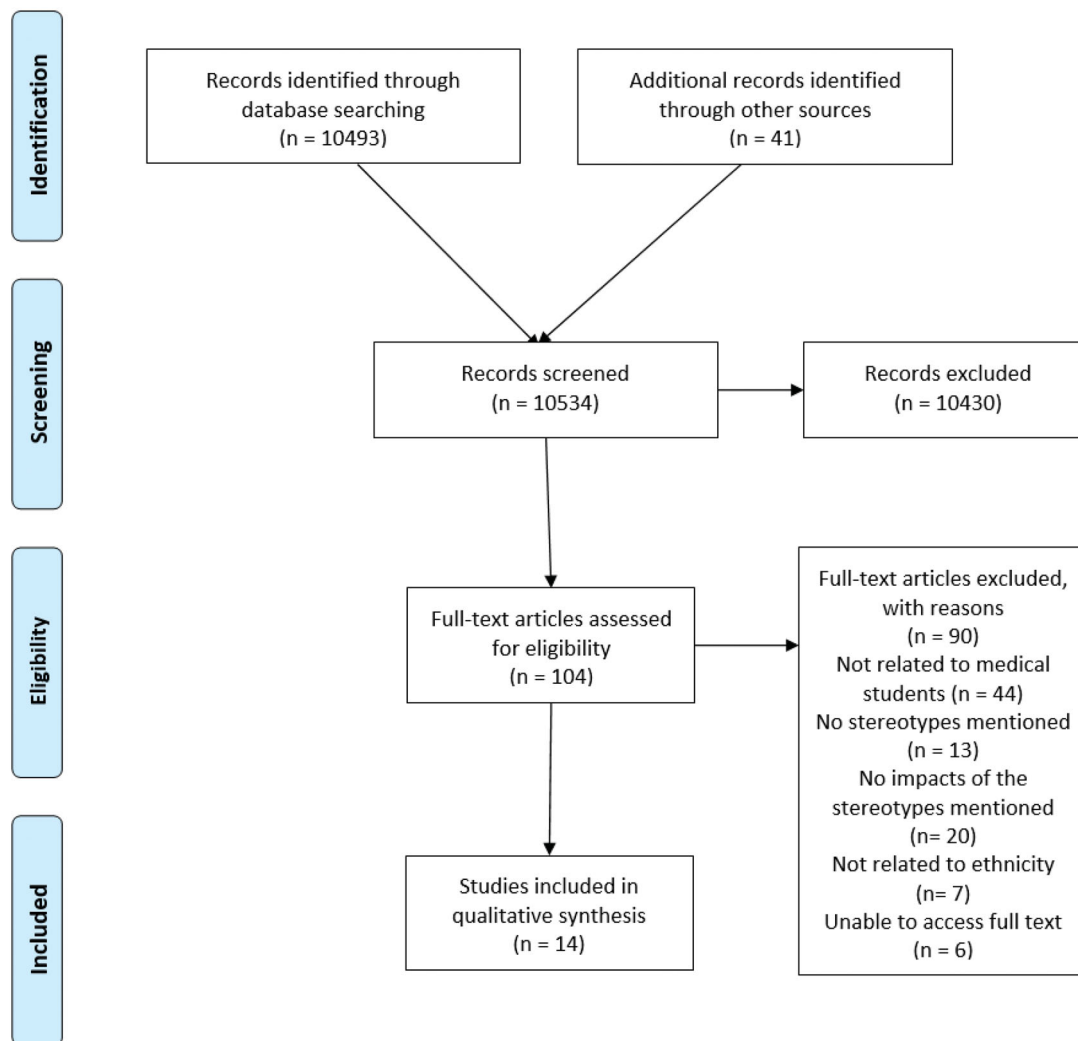 Identification
Records identified through
database searching
(n = 10493)
Additional records identified
through other sources
(n = 41)
Screening
Records screened
(n = 10534)
Records excluded
(n = 10430)
Eligibility
Full-text articles assessed
for eligibility
(n = 104)
Full-text articles excluded,
with reasons
(n = 90)
Not related to medical
students (n = 44)
No stereotypes mentioned
(n = 13)
No impacts of the
stereotypes mentioned
(n= 20)
Not related to ethnicity
(n= 7)
Unable to access full text
(n = 6)
Included
Studies included in
qualitative synthesis
(n = 14)